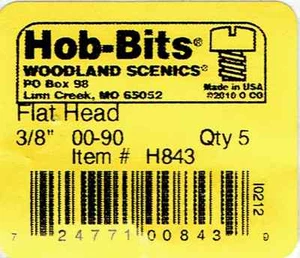 Hob-Bits®
WOODLAND SCENICS®
PO Box 98
Linn Creek, MO 65052
Made in USA
©2010 O CO
Flat Head
3/8" 00-90 Qty 5
Item # H843
I0212
7 24771 00843 9